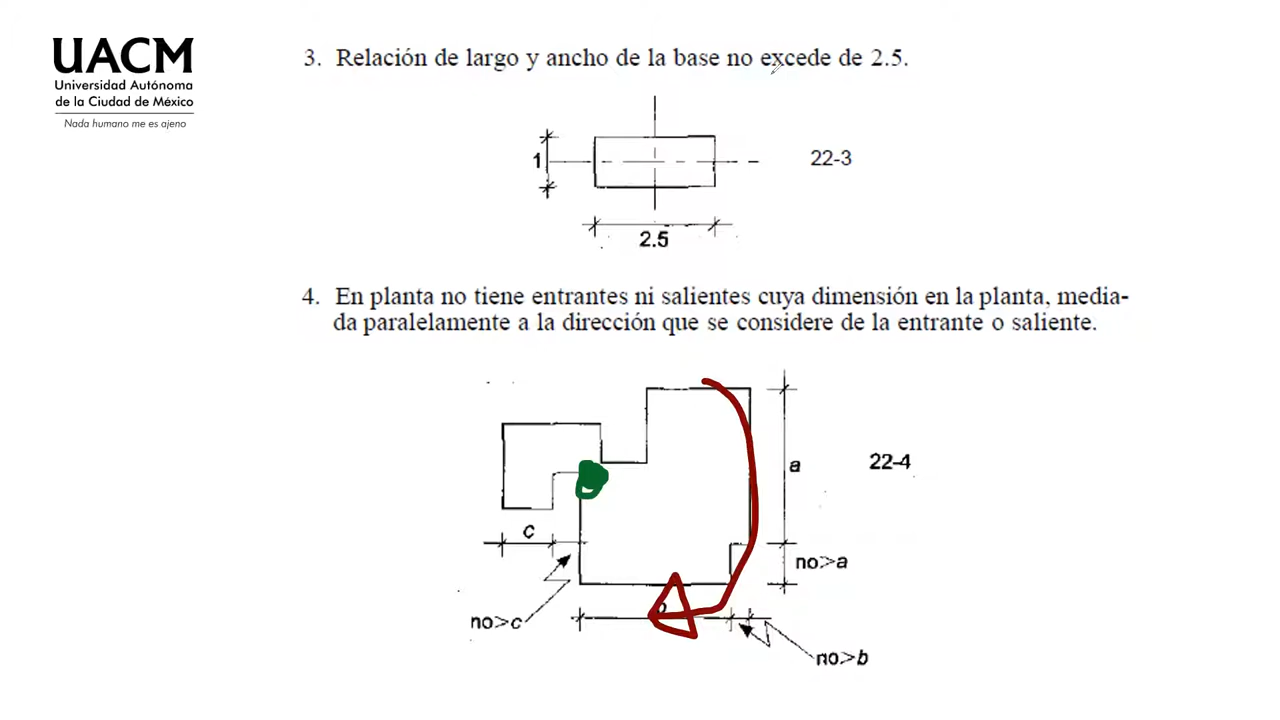 UACM
Universidad Autónoma
de la Ciudad de México
Nada humano me es ajeno
3. Relación de largo y ancho de la base no excede de 2.5.
1
22-3
2.5
4. En planta no tiene entrantes ni salientes cuya dimensión en la planta, media-
da paralelamente a la dirección que se considere de la entrante o saliente.
a
22-4
c
no>a
no>c
no>b